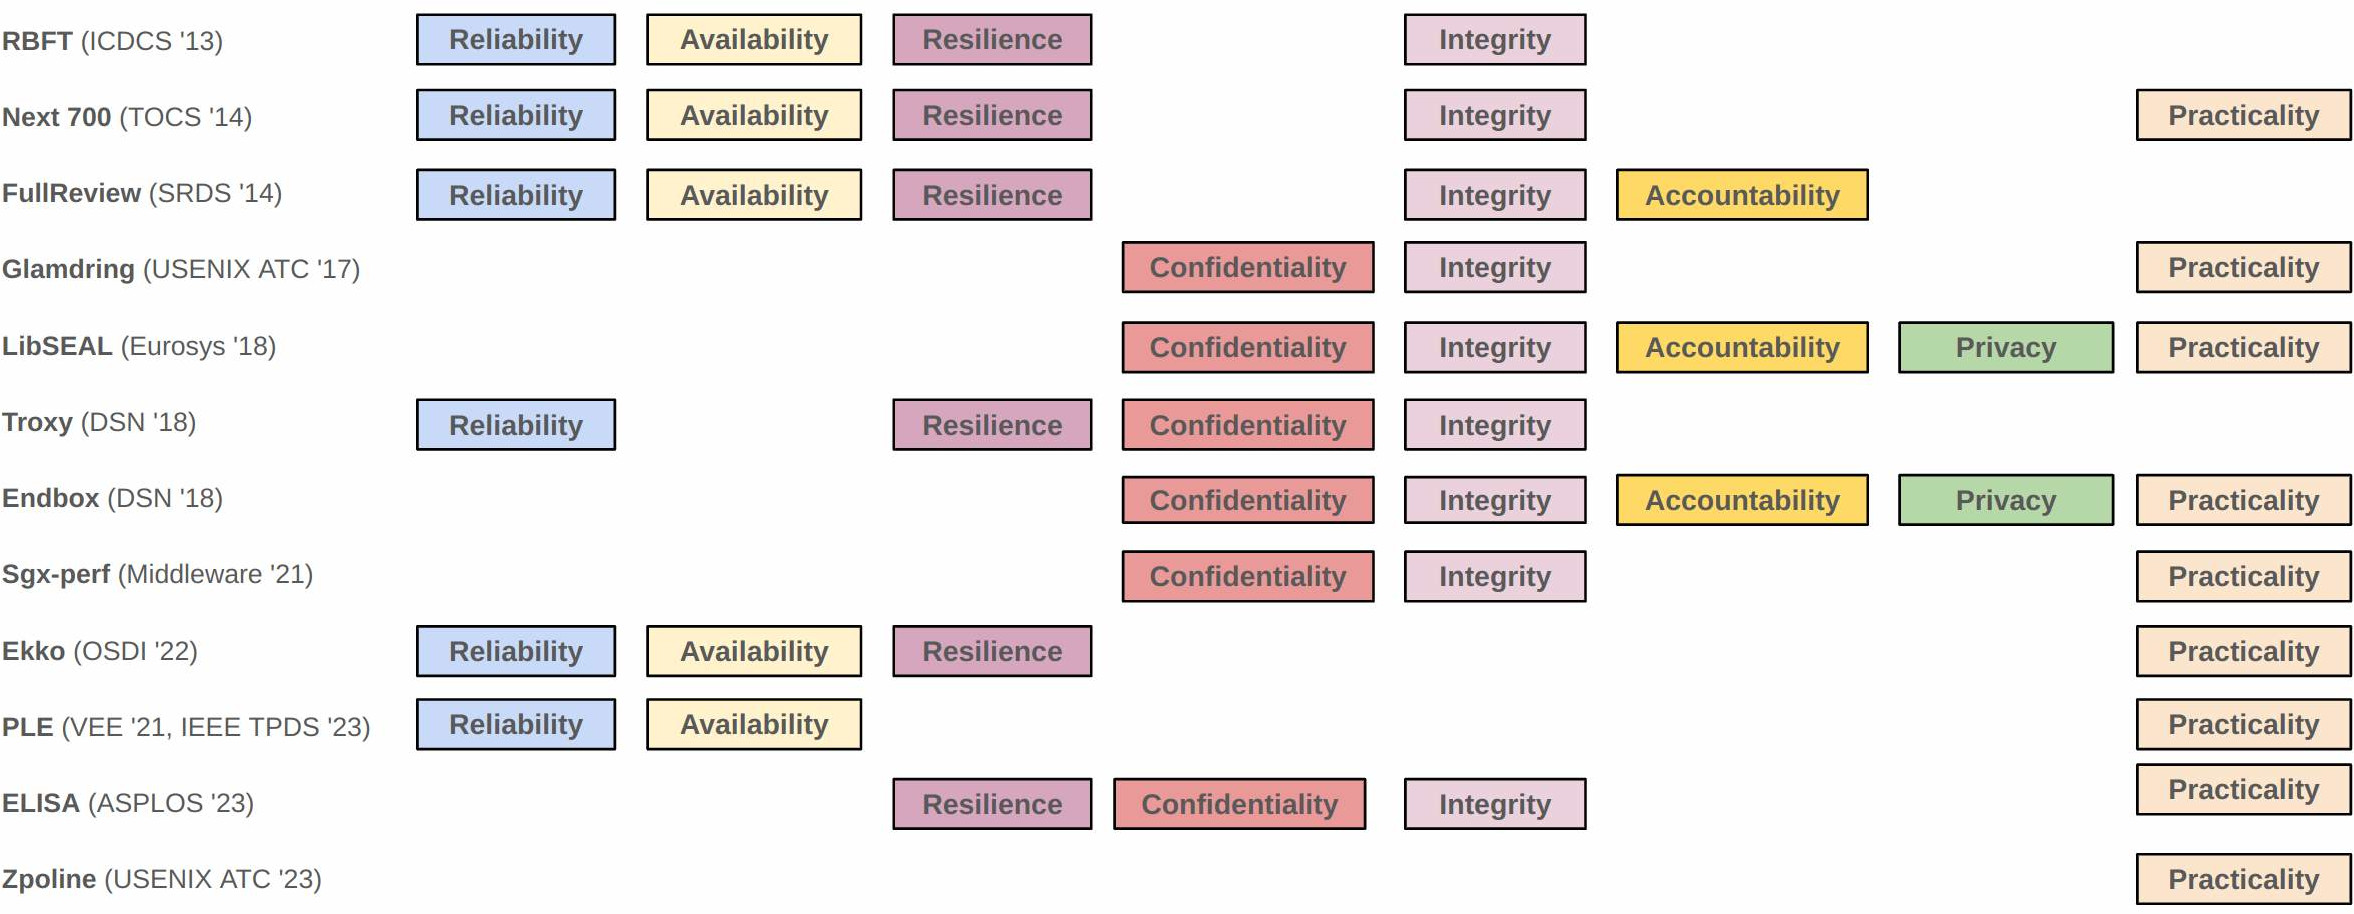 RBFT (ICDCS '13) Reliability Availability Resilience Integrity
Next 700 (TOCS '14) Reliability Availability Resilience Integrity Practicality
FullReview (SRDS '14) Reliability Availability Resilience Integrity Accountability
Glamdring (USENIX ATC '17) Confidentiality Integrity Practicality
LibSEAL (Eurosys '18) Confidentiality Integrity Accountability Privacy Practicality
Troxy (DSN '18) Reliability Resilience Confidentiality Integrity
Endbox (DSN '18) Confidentiality Integrity Accountability Privacy Practicality
Sgx-perf (Middleware '21) Confidentiality Integrity Practicality
Ekko (OSDI '22) Reliability Availability Resilience Practicality
PLE (VEE '21, IEEE TPDS '23) Reliability Availability Practicality
ELISA (ASPLOS '23) Resilience Confidentiality Integrity Practicality
Zpoline (USENIX ATC '23) Practicality